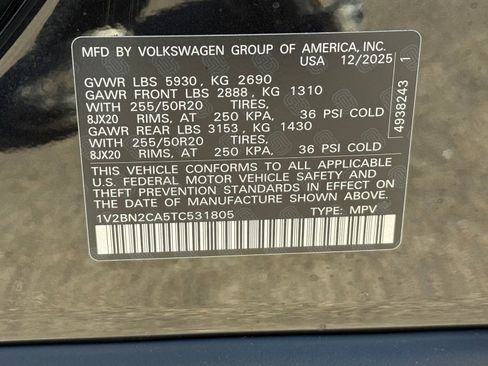 MFD BY VOLKSWAGEN GROUP OF AMERICA, INC.
USA 12/2025
GVWR LBS 5930, KG 2690
GAWR FRONT LBS 2888, KG 1310
WITH 255/50R20 TIRES,
8JX20 RIMS, AT 250 KPA, 36 PSI COLD
GAWR REAR LBS 3153, KG 1430
WITH 255/50R20 TIRES,
8JX20 RIMS, AT 250 KPA, 36 PSI COLD
THIS VEHICLE CONFORMS TO ALL APPLICABLE
U.S. FEDERAL MOTOR VEHICLE SAFETY AND
THEFT PREVENTION STANDARDS IN EFFECT ON
THE DATE OF MANUFACTURE SHOWN ABOVE.
1V2BN2CA5TC531805 TYPE: MPV
4938243 1